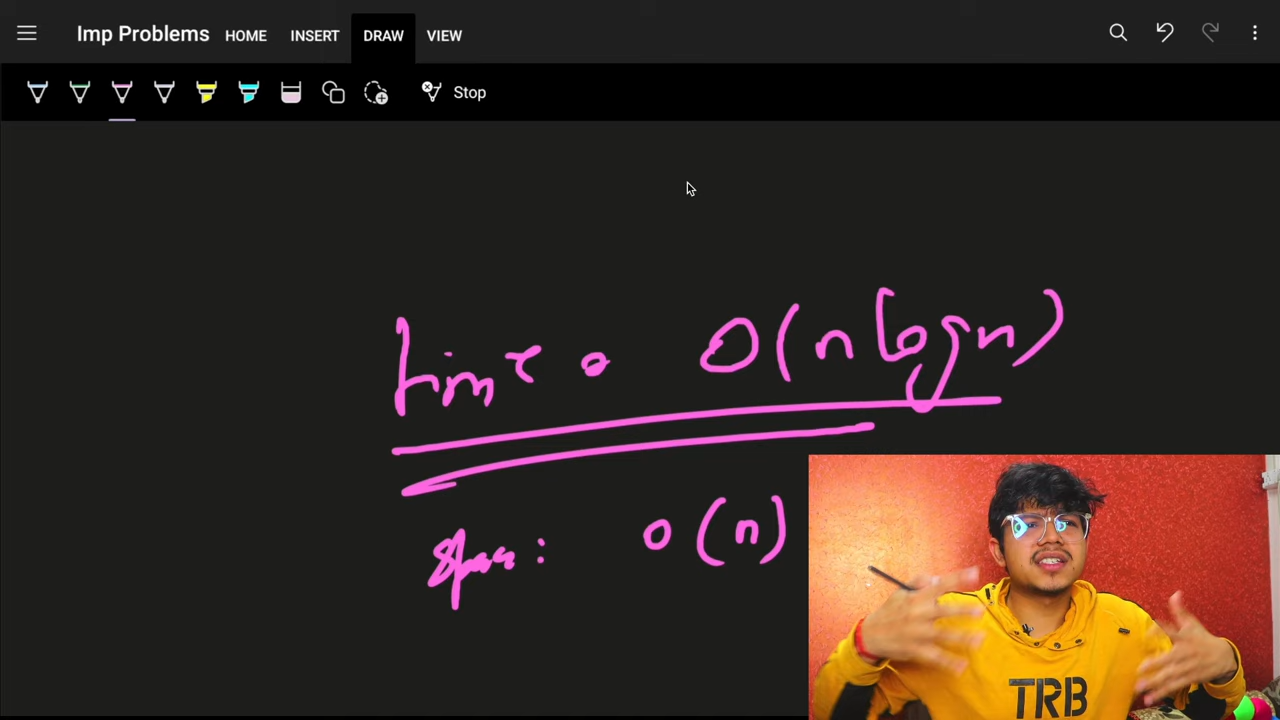 Imp Problems HOME INSERT DRAW VIEW
Stop
time o O(nlogn)
space: O(n)
TRB